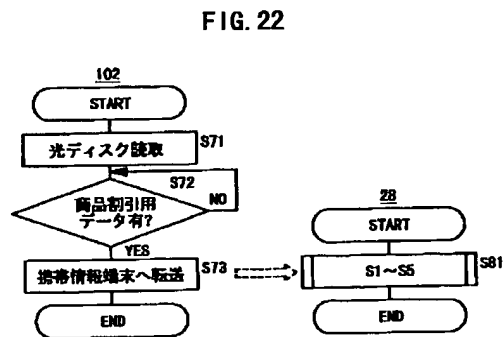 FIG. 22
102
START
光ディスク読取
S71
S72
商品割引用
データ有?
NO
YES
携帯情報端末へ転送
S73
END
28
START
S1～S5
S81
END